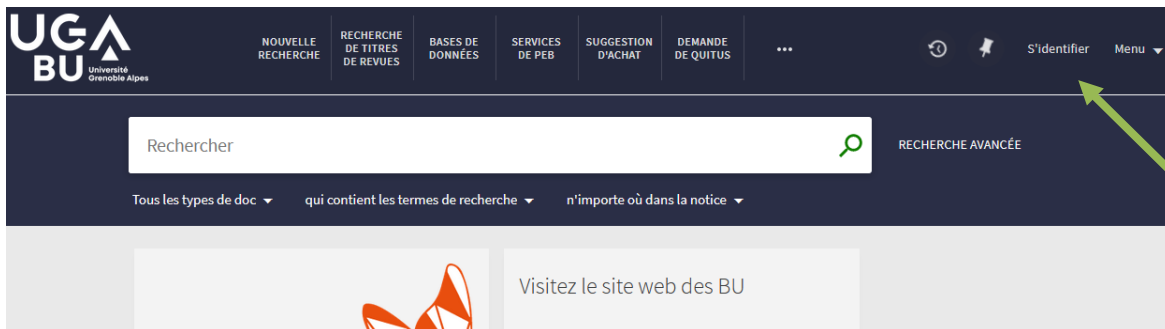 UGA
BU Université
Grenoble Alpes
NOUVELLE
RECHERCHE
RECHERCHE
DE TITRES
DE REVUES
BASES DE
DONNÉES
SERVICES
DE PEB
SUGGESTION
D'ACHAT
DEMANDE
DE QUITUS
...
S'identifier
Menu
Rechercher
RECHERCHE AVANCÉE
Tous les types de doc
qui contient les termes de recherche
n'importe où dans la notice
Visitez le site web des BU